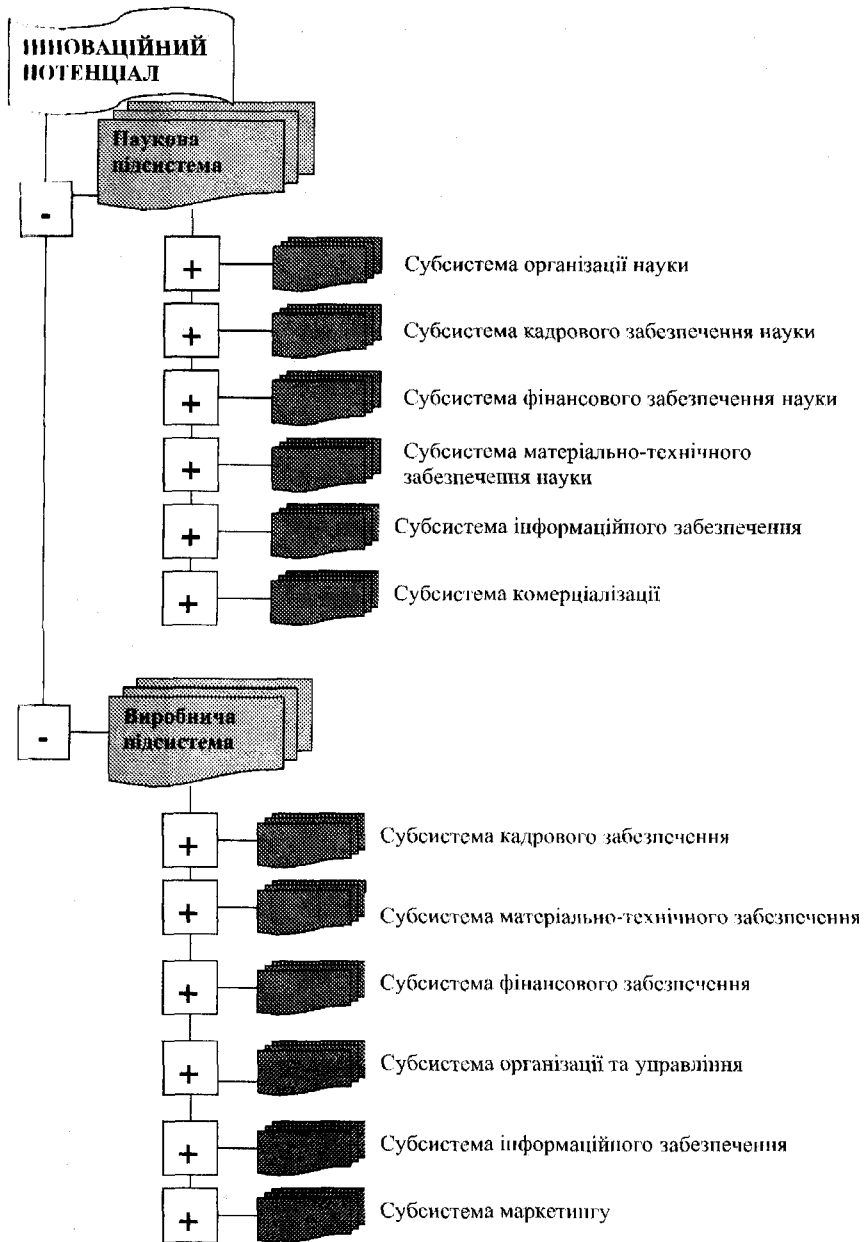 ІННОВАЦІЙНИЙ
ПОТЕНЦІАЛ
Наукова
підсистема
-
+ Субсистема організації науки
+ Субсистема кадрового забезпечення науки
+ Субсистема фінансового забезпечення науки
+ Субсистема матеріально-технічного
забезпечення науки
+ Субсистема інформаційного забезпечення
+ Субсистема комерціалізації
Виробнича
підсистема
-
+ Субсистема кадрового забезпечення
+ Субсистема матеріально-технічного забезпечення
+ Субсистема фінансового забезпечення
+ Субсистема організації та управління
+ Субсистема інформаційного забезпечення
+ Субсистема маркетингу